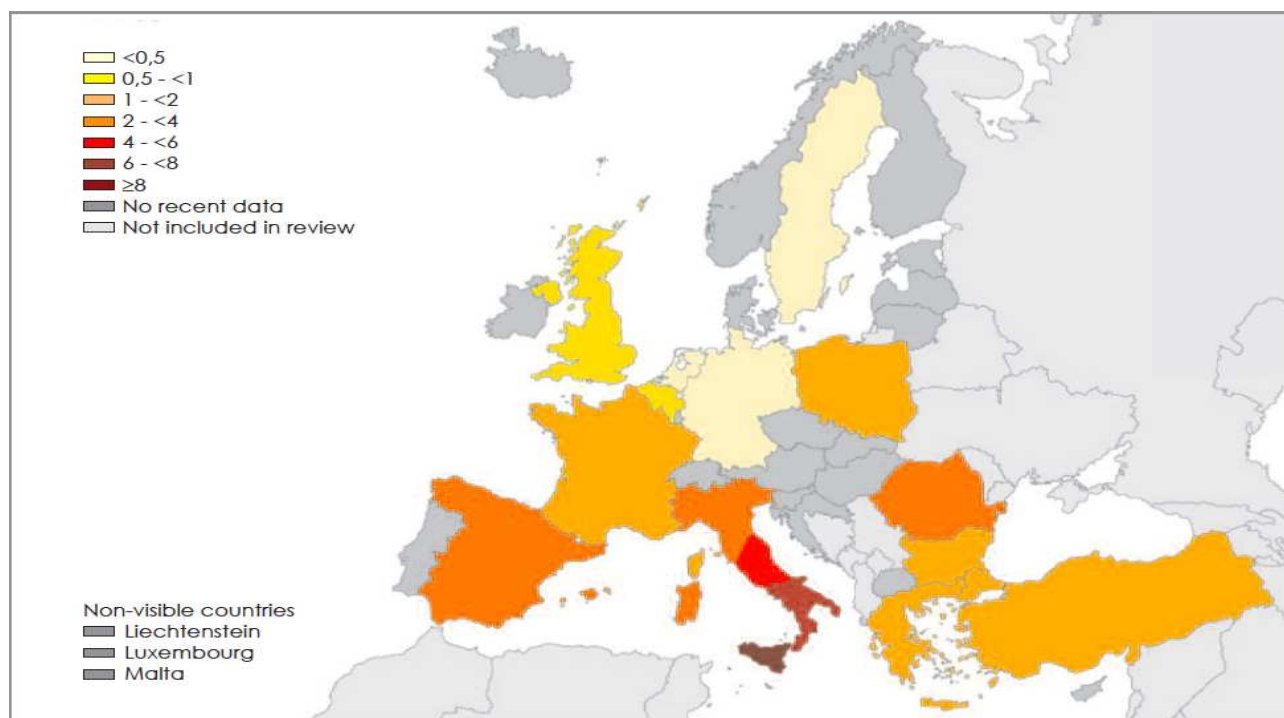 <0,5
0,5 - <1
1 - <2
2 - <4
4 - <6
6 - <8
≥8
No recent data
Not included in review
Non-visible countries
Liechtenstein
Luxembourg
Malta